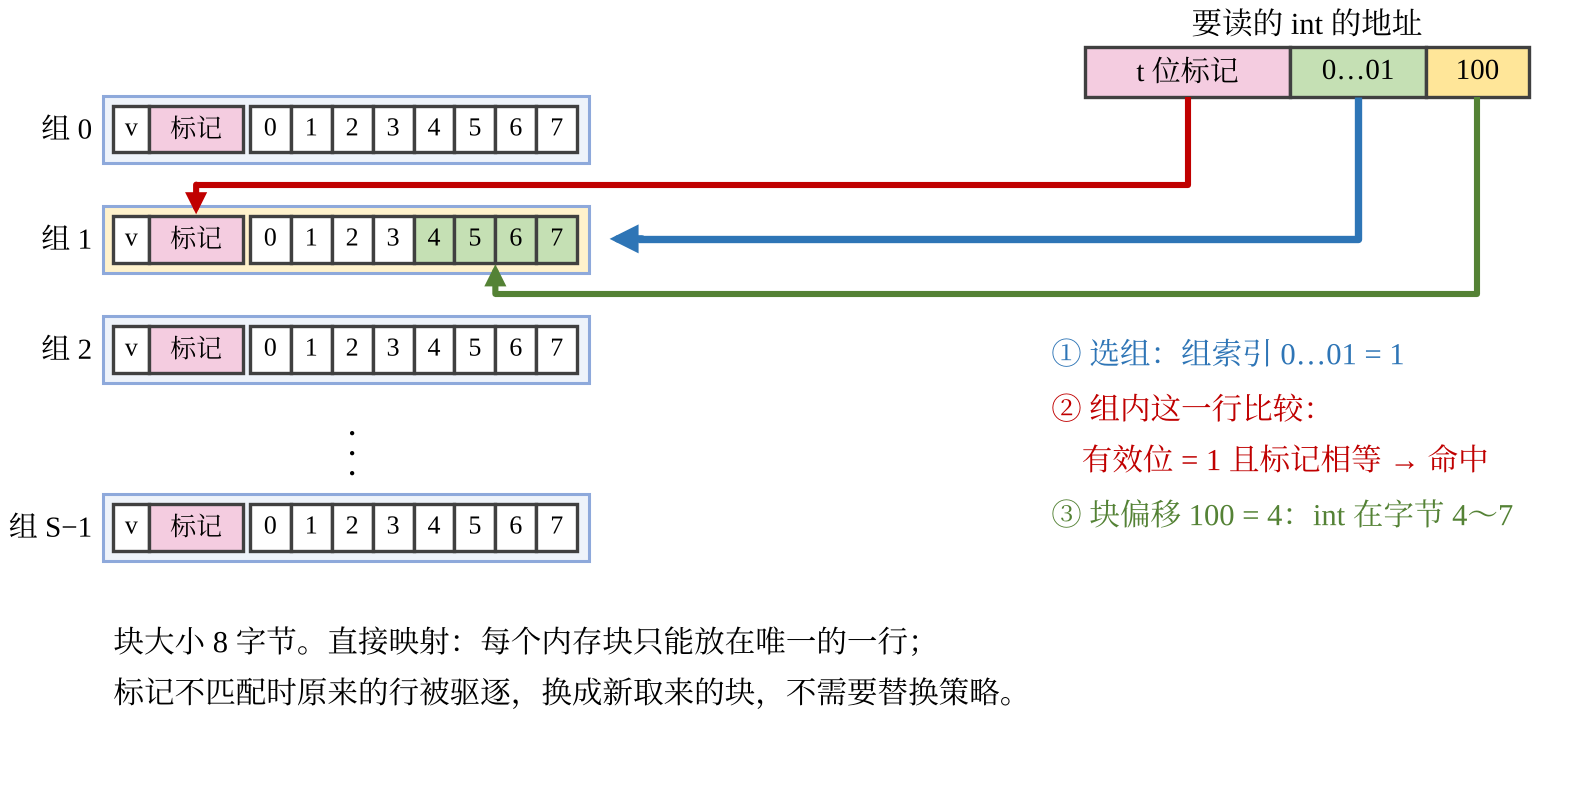 要读的 int 的地址
t 位标记 0…01 100
组 0 v 标记 0 1 2 3 4 5 6 7
组 1 v 标记 0 1 2 3 4 5 6 7
组 2 v 标记 0 1 2 3 4 5 6 7
⋮
组 S−1 v 标记 0 1 2 3 4 5 6 7
① 选组：组索引 0…01 = 1
② 组内这一行比较：
有效位 = 1 且标记相等 → 命中
③ 块偏移 100 = 4：int 在字节 4～7
块大小 8 字节。直接映射：每个内存块只能放在唯一的一行；
标记不匹配时原来的行被驱逐，换成新取来的块，不需要替换策略。